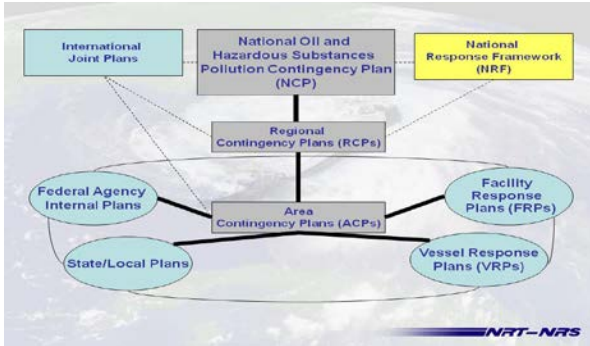 International
Joint Plans
National Oil and
Hazardous Substances
Pollution Contingency Plan
(NCP)
National
Response Framework
(NRF)
Regional
Contingency Plans (RCPs)
Federal Agency
Internal Plans
Area
Contingency Plans (ACPs)
Facility
Response
Plans (FRPs)
State/Local Plans
Vessel Response
Plans (VRPs)
NRT-NRS